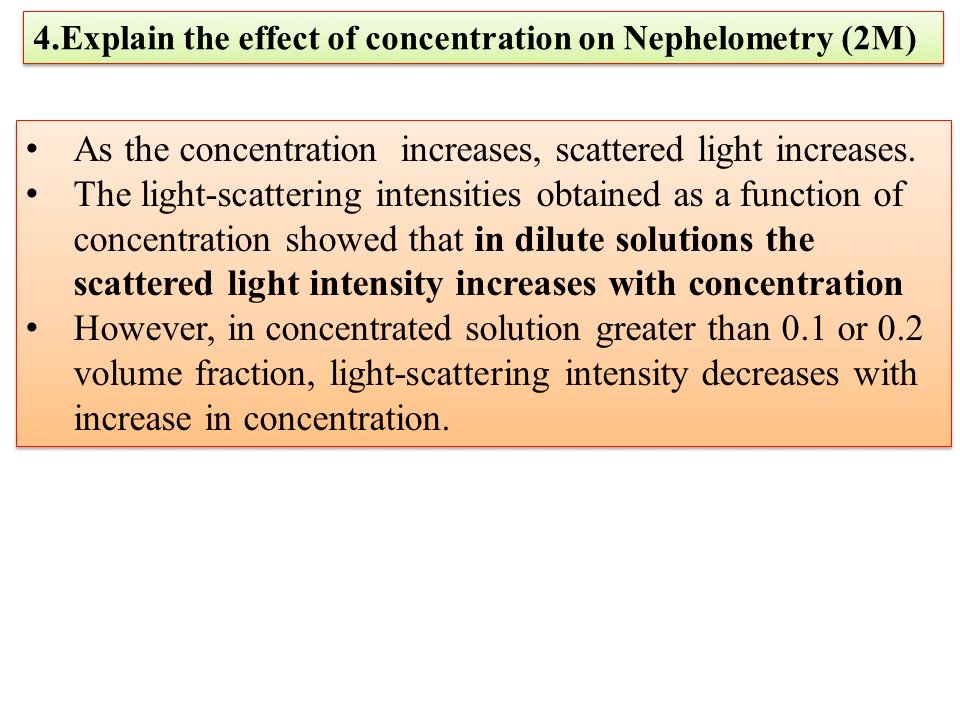 4.Explain the effect of concentration on Nephelometry (2M)
• As the concentration  increases, scattered light increases.
• The light-scattering intensities obtained as a function of
concentration showed that in dilute solutions the
scattered light intensity increases with concentration
• However, in concentrated solution greater than 0.1 or 0.2
volume fraction, light-scattering intensity decreases with
increase in concentration.